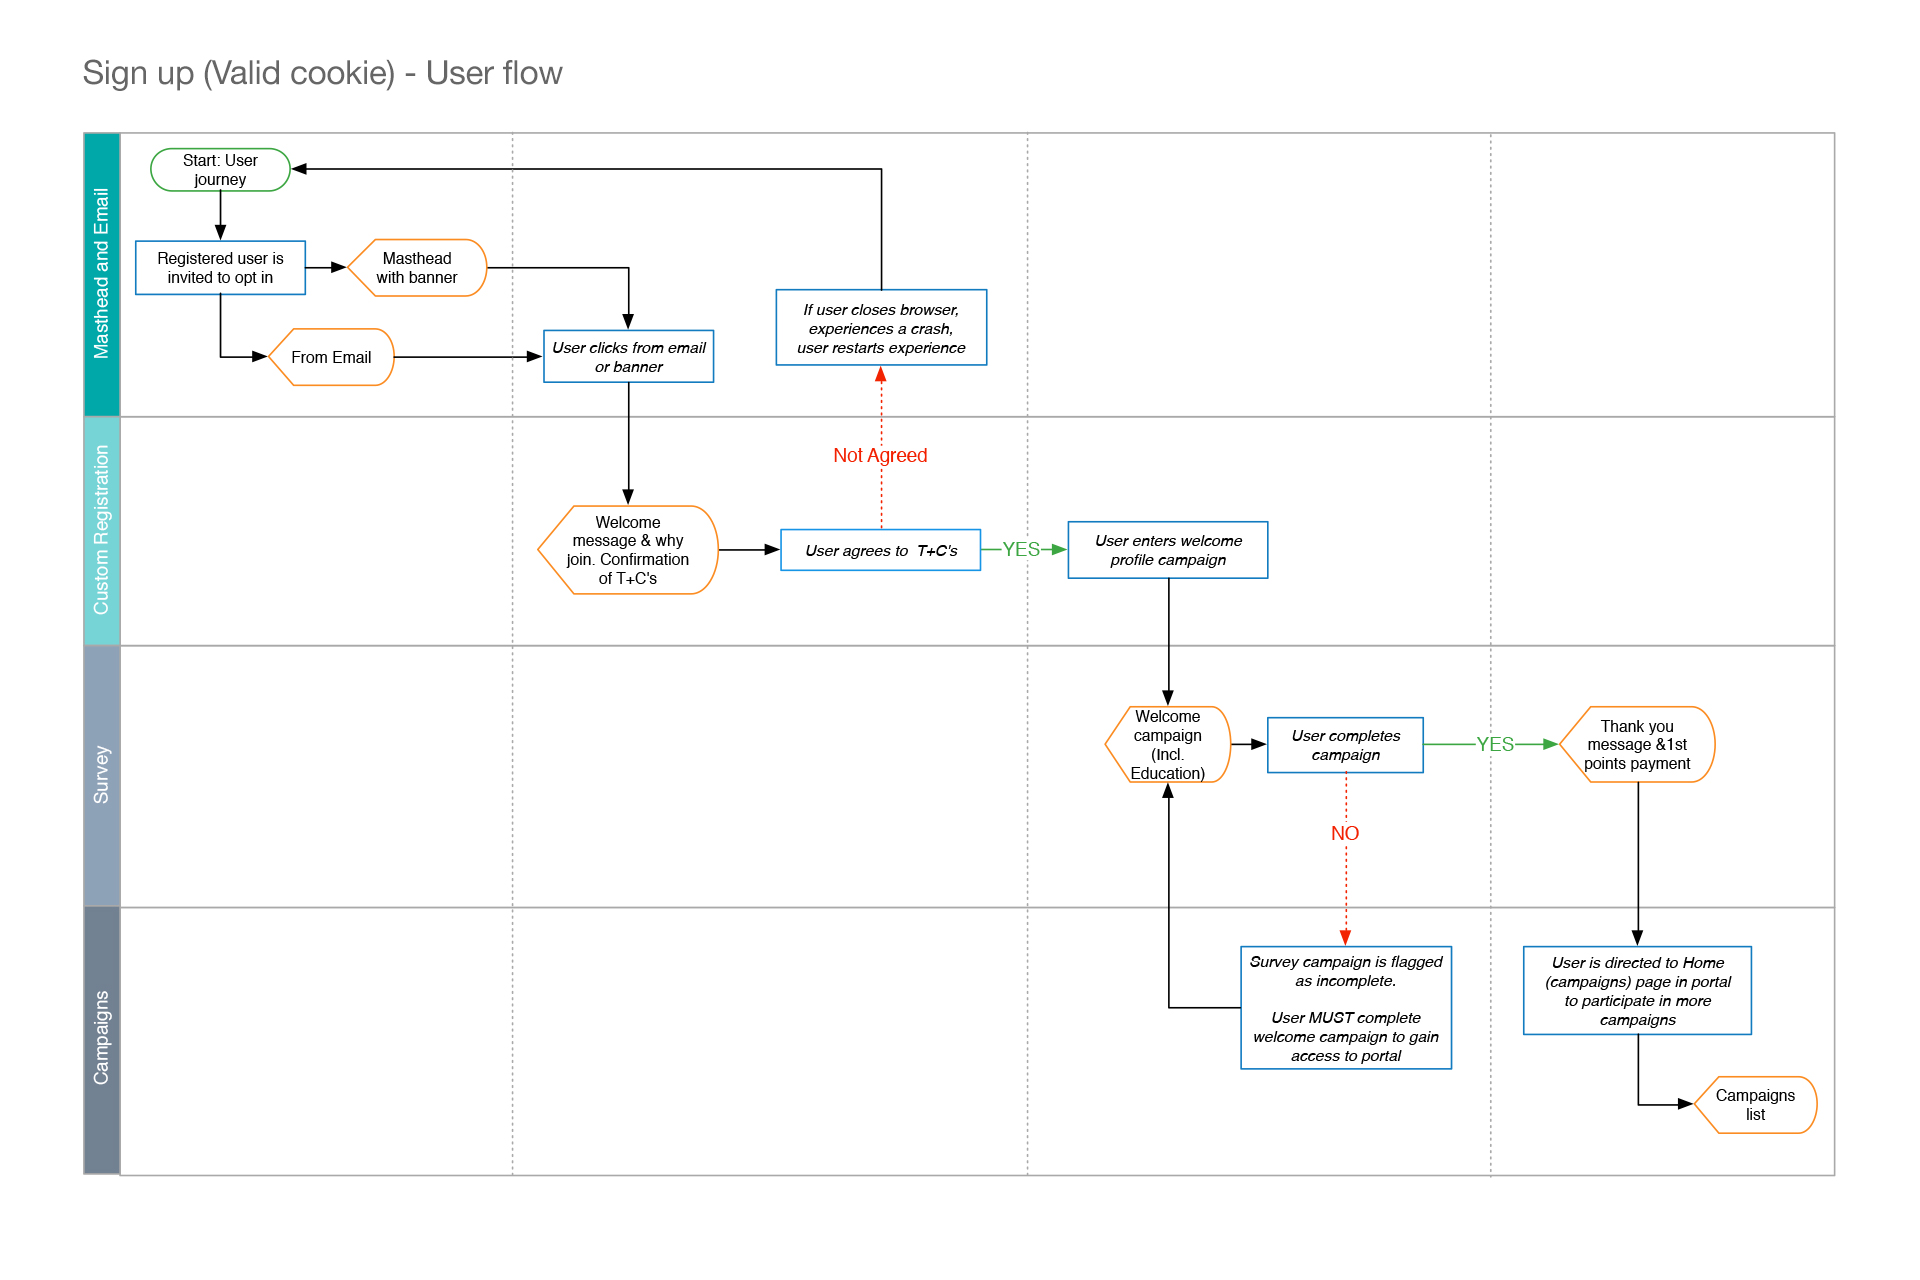 Sign up (Valid cookie) - User flow
Masthead and Email
Start: User
journey
Registered user is
invited to opt in
Masthead
with banner
From Email
User clicks from email
or banner
If user closes browser,
experiences a crash,
user restarts experience
Custom Registration
Not Agreed
Welcome
message & why
join. Confirmation
of T+C's
User agrees to  T+C's
YES
User enters welcome
profile campaign
Survey
Welcome
campaign
(Incl.
Education)
User completes
campaign
YES
Thank you
message &1st
points payment
NO
Campaigns
Survey campaign is flagged
as incomplete.
User MUST complete
welcome campaign to gain
access to portal
User is directed to Home
(campaigns) page in portal
to participate in more
campaigns
Campaigns
list